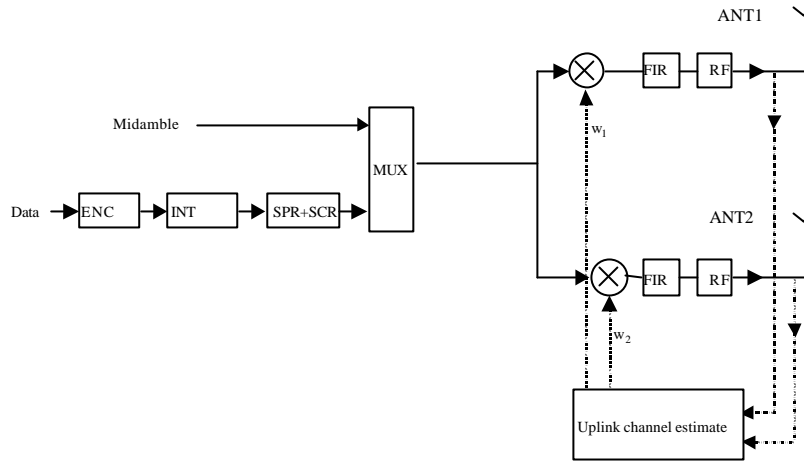 ANT1
FIR
RF
Midamble
w1
MUX
Data
ENC
INT
SPR+SCR
ANT2
FIR
RF
w2
Uplink channel estimate